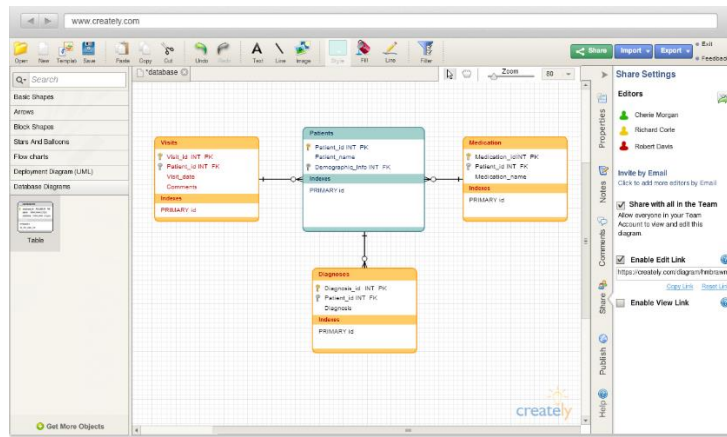 www.creately.com
Open New Templat Save Paste Copy Cut Undo Redo Text Line Image Style Fill Line Filter
Share Import Export Exit
Feedback
Search
Basic Shapes
Arrows
Block Shapes
Stars And Balloons
Flow charts
Deployment Diagram (UML)
Database Diagrams
Table
Get More Objects
*database
Zoom 80
Visits
Visit_id INT PK
Patient_id INT FK
Visit_date
Comments
Indexes
PRIMARY id
Patients
Patient_id INT PK
Patient_name
Demographic_info INT FK
Indexes
PRIMARY id
Medication
Medication_id INT PK
Patient_id INT FK
Medication_name
Indexes
PRIMARY id
Diagnoses
Diagnosis_id INT PK
Patient_id INT FK
Diagnosis
Indexes
PRIMARY id
creately
Properties
Notes
Comments
Share
Publish
Help
Share Settings
Editors
Cherie Morgan
Richard Corle
Robert Davis
Invite by Email
Click to add more editors by Email
Share with all in the Team
Allow everyone in your Team
Account to view and edit this
diagram.
Enable Edit Link
https://creately.com/diagram/hmbrawn
Copy Link Reset Link
Enable View Link